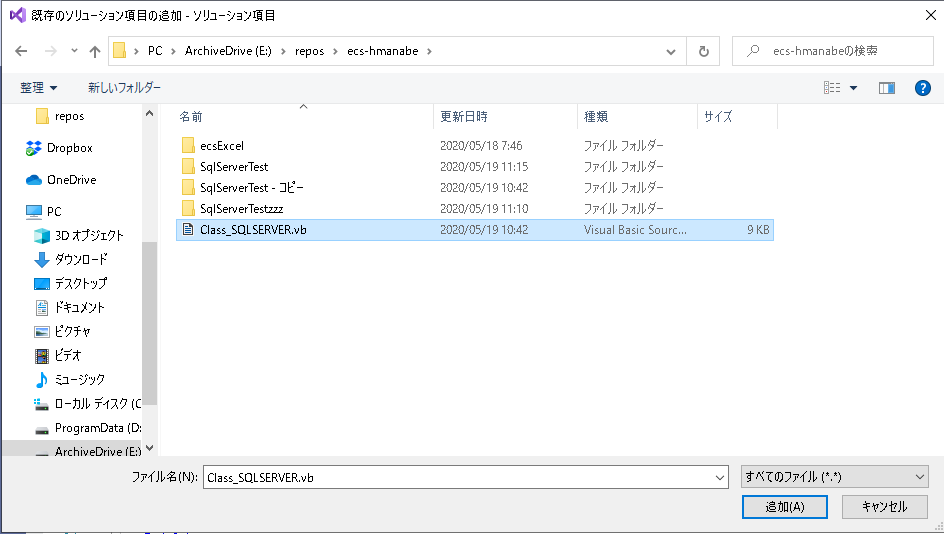 既存のソリューション項目の追加 - ソリューション項目
PC ArchiveDrive (E:) repos ecs-hmanabe
ecs-hmanabeの検索
整理 新しいフォルダー
名前 更新日時 種類 サイズ
repos
Dropbox
OneDrive
PC
3D オブジェクト
ダウンロード
デスクトップ
ドキュメント
ピクチャ
ビデオ
ミュージック
ローカル ディスク (C
ProgramData (D:
ArchiveDrive (E:)
ecsExcel 2020/05/18 7:46 ファイル フォルダー
SqlServerTest 2020/05/19 11:15 ファイル フォルダー
SqlServerTest - コピー 2020/05/19 10:42 ファイル フォルダー
SqlServerTestzzz 2020/05/19 11:10 ファイル フォルダー
Class_SQLSERVER.vb 2020/05/19 10:42 Visual Basic Sourc... 9 KB
ファイル名(N): Class_SQLSERVER.vb すべてのファイル (*.*)
追加(A) キャンセル